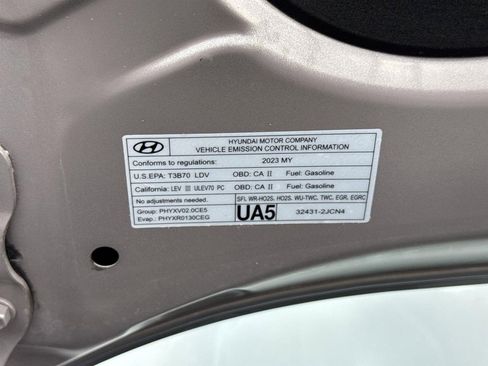 HYUNDAI MOTOR COMPANY
VEHICLE EMISSION CONTROL INFORMATION
Conforms to regulations: 2023 MY
U.S.EPA: T3B70 LDV OBD: CA II Fuel: Gasoline
California: LEV III ULEV70 PC OBD: CA II Fuel: Gasoline
No adjustments needed SFI, WR-HO2S, HO2S, WU-TWC, TWC, EGR, EGRC
Group: PHYXV02.0CE5 UA5 32431-2JCN4
Evap.: PHYXR0130CEG